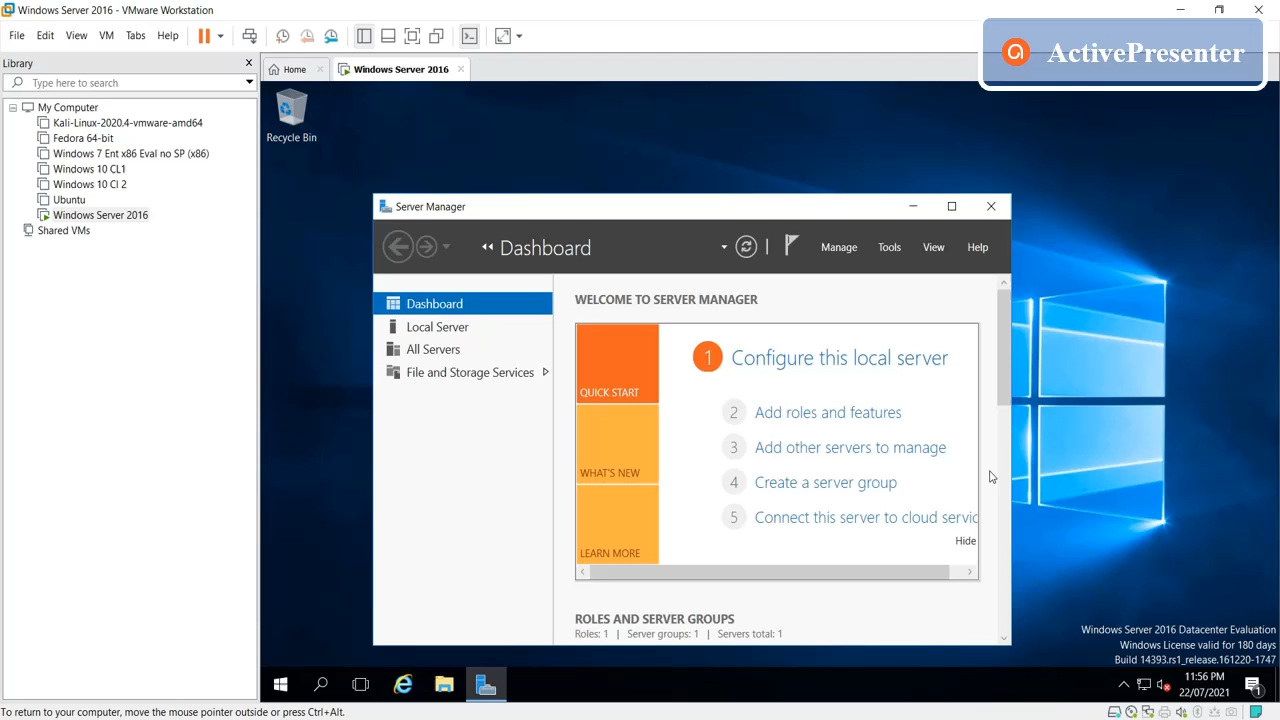 Windows Server 2016 - VMware Workstation
File Edit View VM Tabs Help
ActivePresenter
Library
Type here to search
Home
Windows Server 2016
My Computer
Kali-Linux-2020.4-vmware-amd64
Fedora 64-bit
Windows 7 Ent x86 Eval no SP (x86)
Windows 10 CL1
Windows 10 Cl 2
Ubuntu
Windows Server 2016
Shared VMs
Recycle Bin
Server Manager
Dashboard
Manage Tools View Help
Dashboard
Local Server
All Servers
File and Storage Services
WELCOME TO SERVER MANAGER
QUICK START
WHAT'S NEW
LEARN MORE
1 Configure this local server
2 Add roles and features
3 Add other servers to manage
4 Create a server group
5 Connect this server to cloud servic
Hide
ROLES AND SERVER GROUPS
Roles: 1 | Server groups: 1 | Servers total: 1
Windows Server 2016 Datacenter Evaluation
Windows License valid for 180 days
Build 14393.rs1_release.161220-1747
11:56 PM
22/07/2021
1
To return to your computer, move the mouse pointer outside or press Ctrl+Alt.